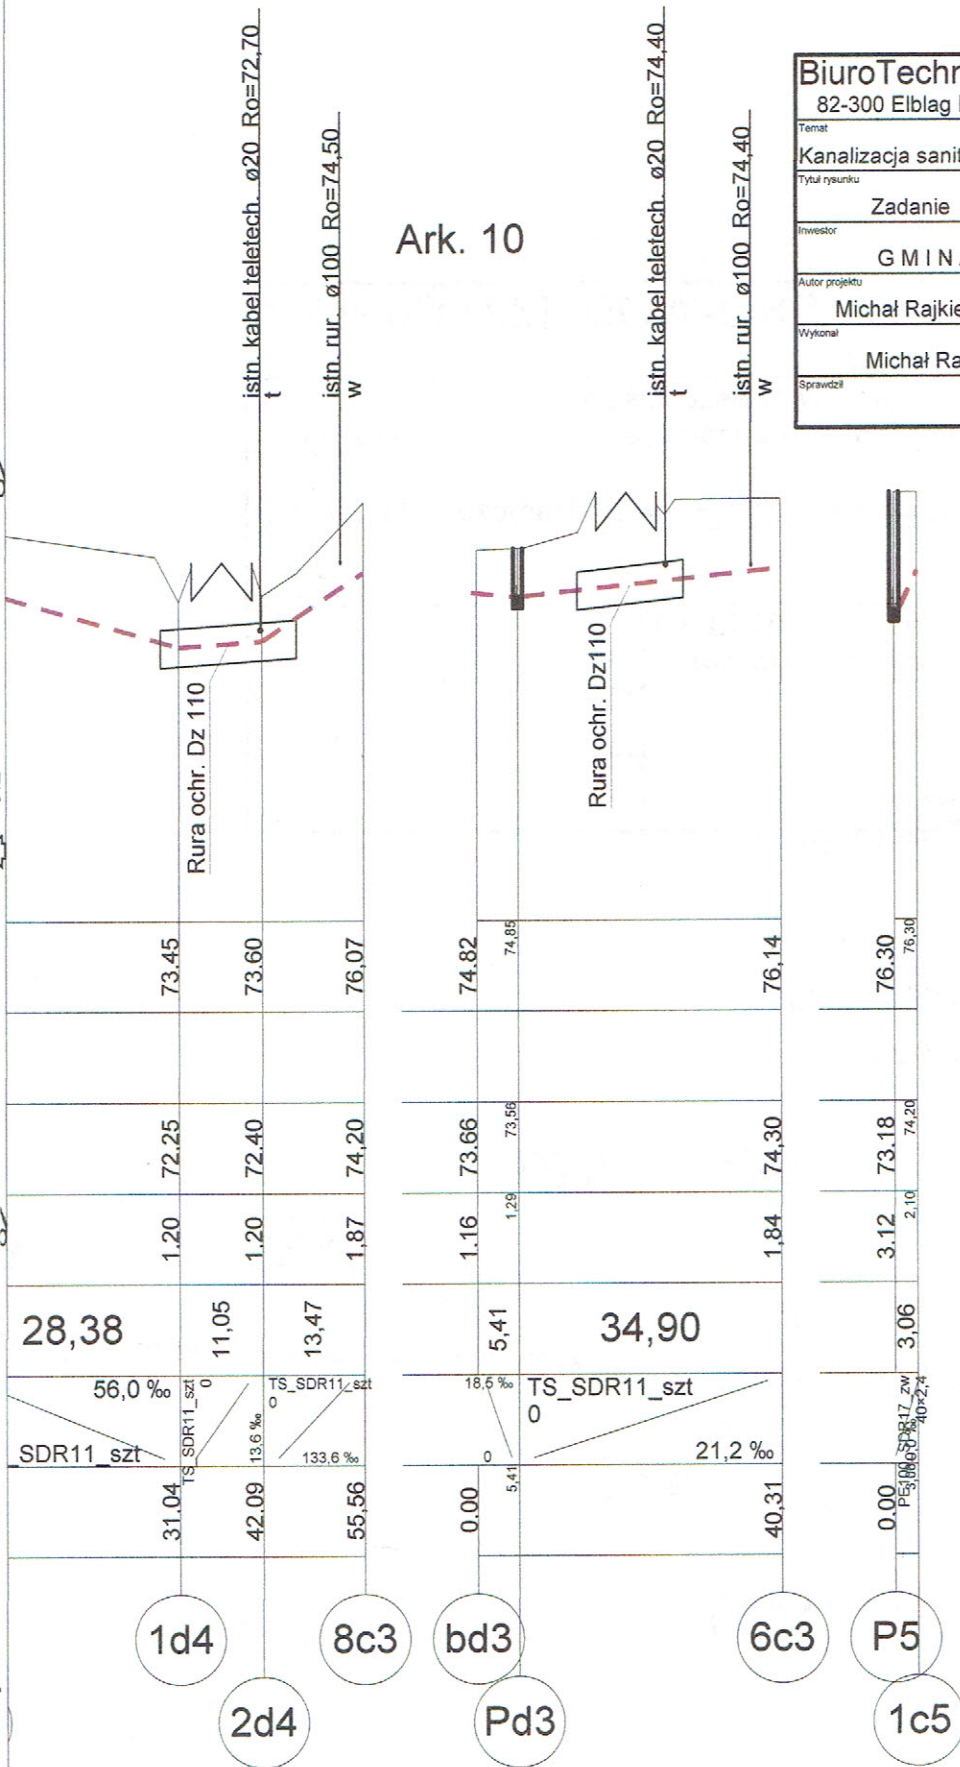 istn. kabel teletech. ø20 Ro=72,70
t
istn. rur. ø100 Ro=74,50
w
Ark. 10
istn. kabel teletech. ø20 Ro=74,40
t
istn. rur. ø100 Ro=74,40
w
BiuroTechn
82-300 Elblag
Temat
Kanalizacja sanit
Tytuł rysunku
Zadanie
Inwestor
GMIN
Autor projektu
Michał Rajkie
Wykonał
Michał Ra
Sprawdził
Rura ochr. Dz 110
Rura ochr. Dz110
73.45 73.60 76,07 74.82 74,85 76,14 76.30 76,30
72.25 72.40 74,20 73.66 73,56 74,30 73.18 74,20
1.20 1.20 1,87 1.16 1,29 1,84 3.12 2,10
28,38 11,05 13,47 5,41 34,90 3,06
56,0 ‰ TS_SDR11_szt 0 TS_SDR11_szt 18,5 ‰ TS_SDR11_szt
0 0
_SDR11_szt 13,6 ‰ 133,6 ‰ 0 21,2 ‰ 40×2,4
31.04 42.09 55,56 0.00 5,41 40,31 0.00
1d4 8c3 bd3 6c3 P5
2d4 Pd3 1c5